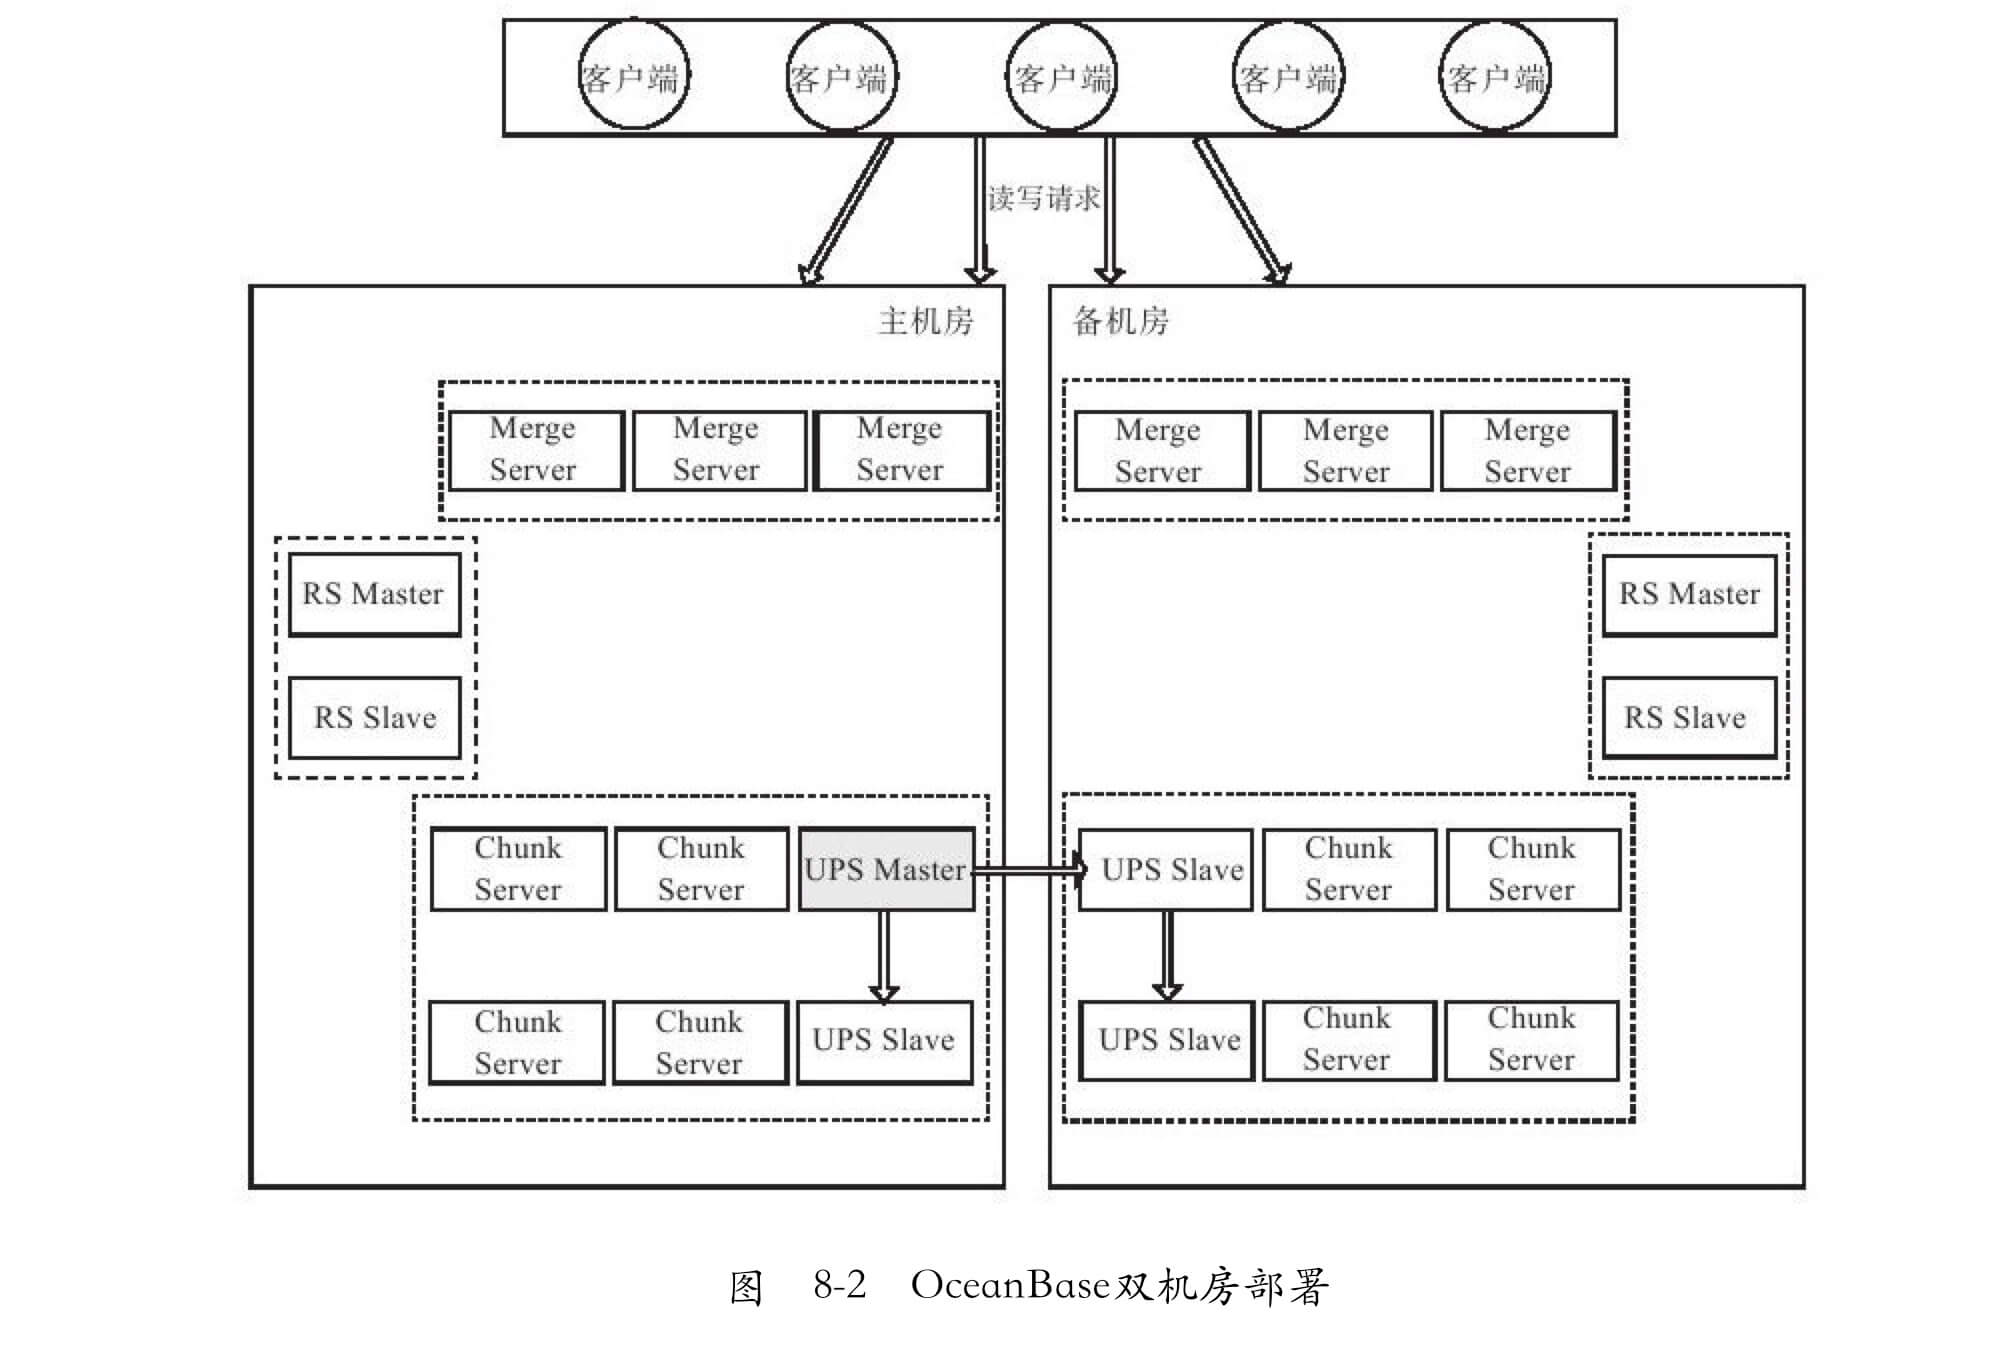 客户端 客户端 客户端 客户端 客户端
读写请求
主机房
备机房
Merge Server
Merge Server
Merge Server
Merge Server
Merge Server
Merge Server
RS Master
RS Slave
RS Master
RS Slave
Chunk Server
Chunk Server
UPS Master
UPS Slave
Chunk Server
Chunk Server
Chunk Server
Chunk Server
UPS Slave
UPS Slave
Chunk Server
Chunk Server
图 8-2 OceanBase双机房部署